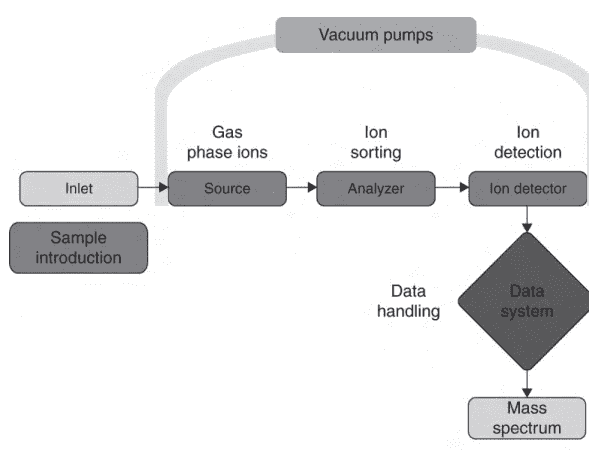 Vacuum pumps
Gas
phase ions
Ion
sorting
Ion
detection
Inlet
Source
Analyzer
Ion detector
Sample
introduction
Data
handling
Data
system
Mass
spectrum